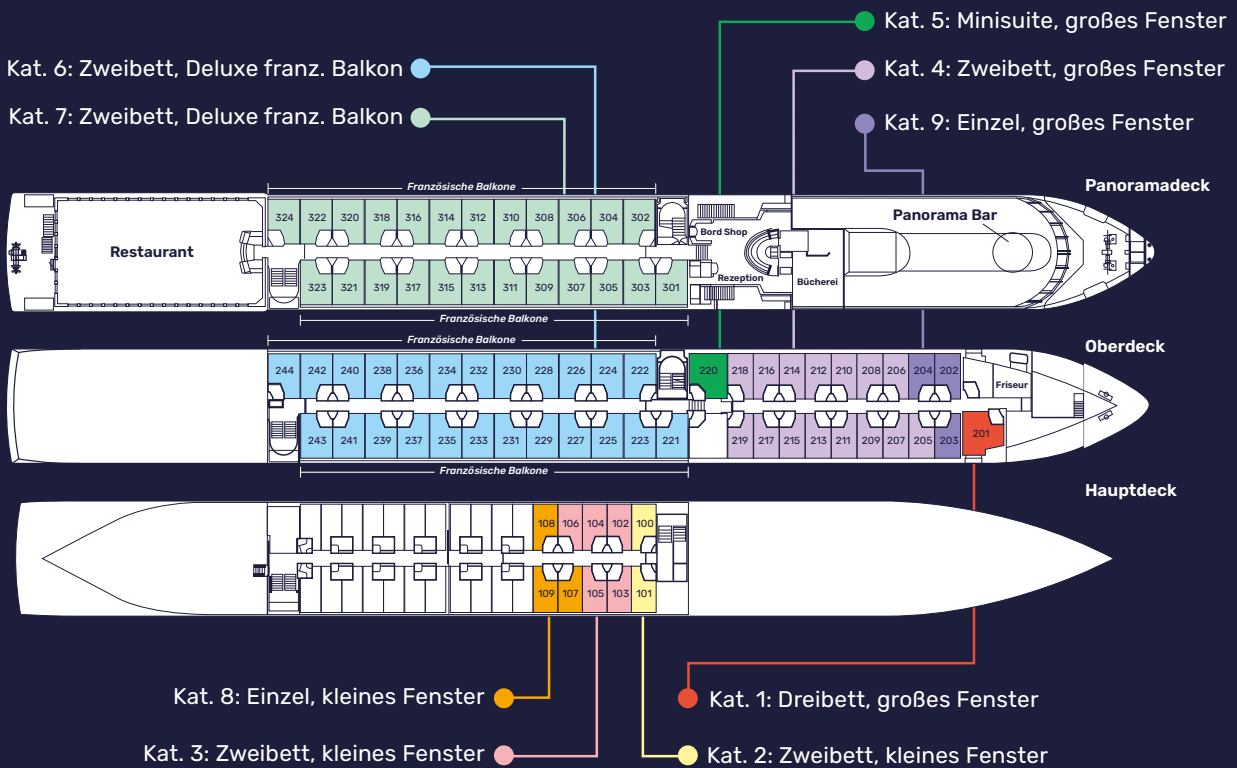 Kat. 5: Minisuite, großes Fenster
Kat. 6: Zweibett, Deluxe franz. Balkon
Kat. 4: Zweibett, großes Fenster
Kat. 7: Zweibett, Deluxe franz. Balkon
Kat. 9: Einzel, großes Fenster
Panoramadeck
Französische Balkone
324 322 320 318 316 314 312 310 308 306 304 302
Restaurant
Bord Shop
Rezeption
Bücherei
Panorama Bar
323 321 319 317 315 313 311 309 307 305 303 301
Französische Balkone
Oberdeck
Französische Balkone
244 242 240 238 236 234 232 230 228 226 224 222 220 218 216 214 212 210 208 206 204 202
Friseur
243 241 239 237 235 233 231 229 227 225 223 221 219 217 215 213 211 209 207 205 203 201
Französische Balkone
Hauptdeck
108 106 104 102 100
109 107 105 103 101
Kat. 8: Einzel, kleines Fenster
Kat. 1: Dreibett, großes Fenster
Kat. 3: Zweibett, kleines Fenster
Kat. 2: Zweibett, kleines Fenster